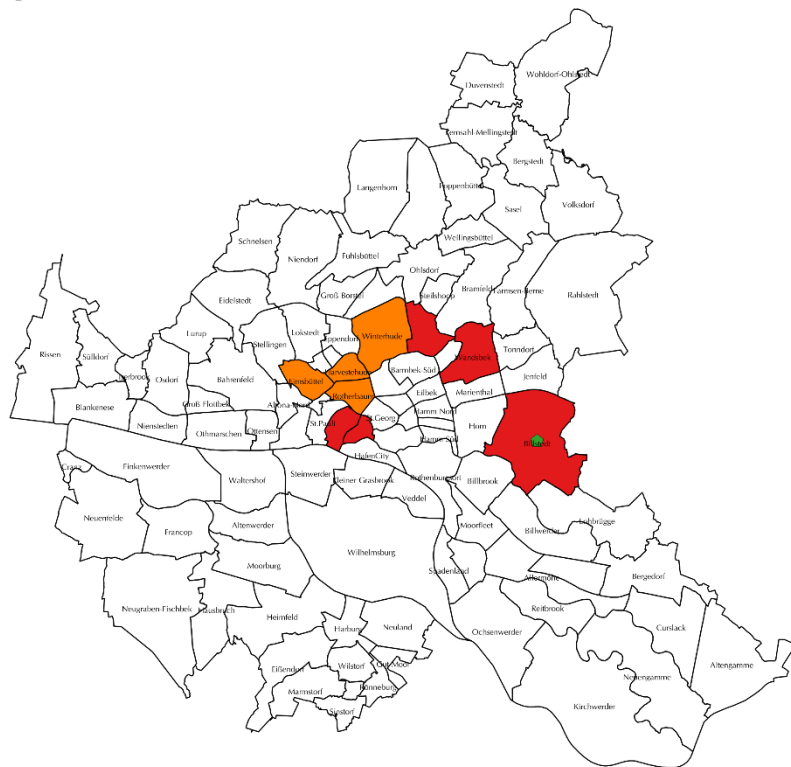 Wohldorf-Ohlstedt
Duvenstedt
Lemsahl-Mellingstedt
Bergstedt
Poppenbüttel
Langenhorn
Sasel
Volksdorf
Wellingsbüttel
Schnelsen
Niendorf
Fuhlsbüttel
Ohlsdorf
Bramfeld
Farmsen-Berne
Rahlstedt
Steilshoop
Groß Borstel
Eidelstedt
Lokstedt
Eppendorf
Winterhude
Wandsbek
Tonndorf
Lurup
Stellingen
Rissen
Sülldorf
Osdorf
Bahrenfeld
Eimsbüttel
Harvestehude
Barmbek-Süd
Jenfeld
Marienthal
Eilbek
Rotherbaum
Groß Flottbek
Blankenese
Nienstedten
Othmarschen
Ottensen
St.Pauli
St.Georg
Hamm-Nord
Horn
Hamm-Süd
Billstedt
HafenCity
Cranz
Finkenwerder
Waltershof
Steinwerder
Kleiner Grasbrook
Rothenburgsort
Billbrook
Veddel
Neuenfelde
Francop
Altenwerder
Moorfleet
Billwerder
Lohbrügge
Wilhelmsburg
Moorburg
Spadenland
Allermöhe
Bergedorf
Neugraben-Fischbek
Hausbruch
Heimfeld
Reitbrook
Harburg
Neuland
Ochsenwerder
Curslack
Altengamme
Eißendorf
Wilstorf
Gut Moor
Neuengamme
Marmstorf
Rönneburg
Kirchwerder
Sinstorf